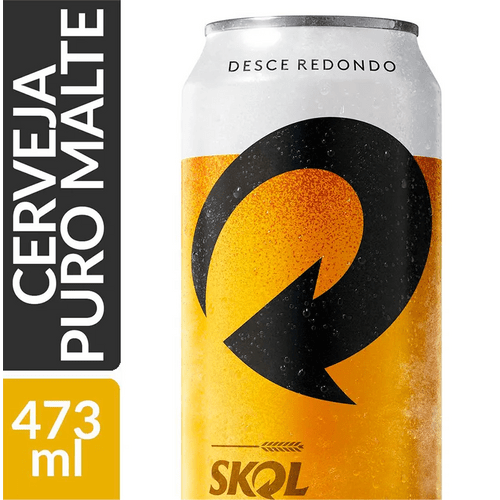 CERVEJA
PURO MALTE
473
ml
DESCE REDONDO
SKOL